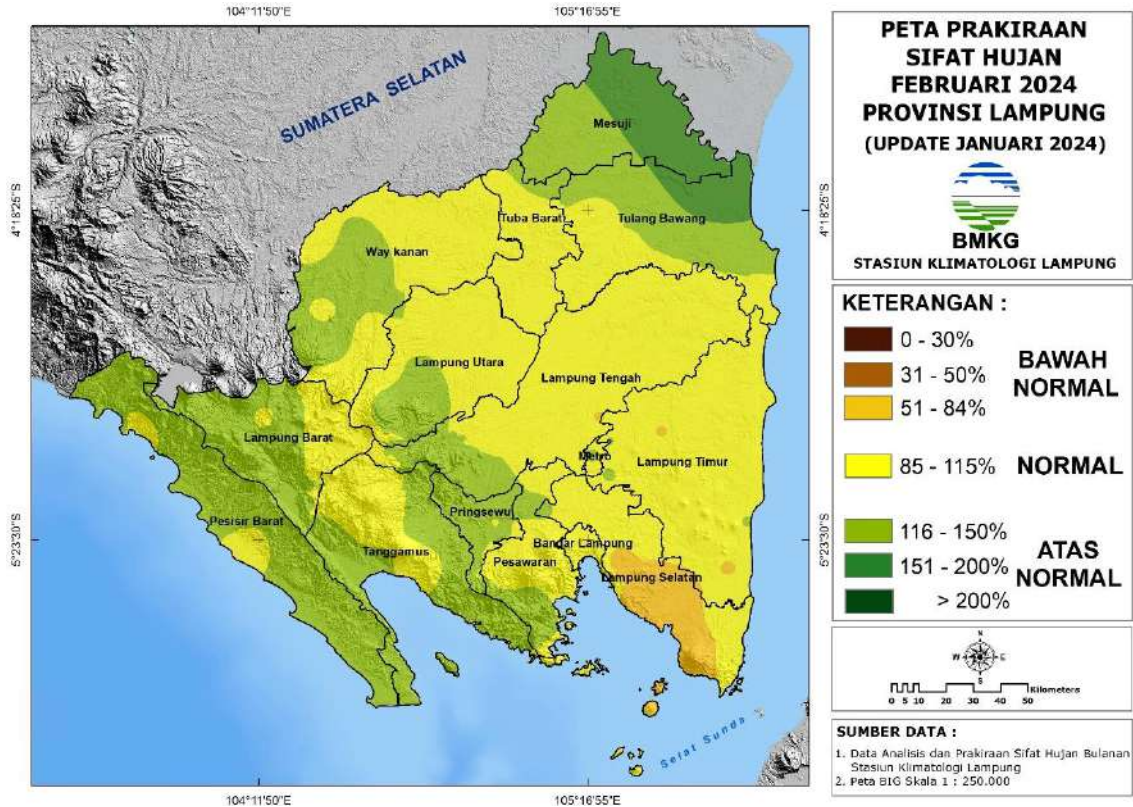 104°11'50"E
105°16'55"E
4°18'25"S
5°23'30"S
SUMATERA SELATAN
Mesuji
Tuba Barat
Tulang Bawang
Way kanan
Lampung Utara
Lampung Tengah
Lampung Barat
Metro
Lampung Timur
Pesisir Barat
Pringsewu
Tanggamus
Bandar Lampung
Pesawaran
Lampung Selatan
Selat Sunda
4°18'25"S
5°23'30"S
104°11'50"E
105°16'55"E
PETA PRAKIRAAN
SIFAT HUJAN
FEBRUARI 2024
PROVINSI LAMPUNG
(UPDATE JANUARI 2024)
BMKG
STASIUN KLIMATOLOGI LAMPUNG
KETERANGAN :
0 - 30%
31 - 50%
51 - 84%
BAWAH
NORMAL
85 - 115%
NORMAL
116 - 150%
151 - 200%
> 200%
ATAS
NORMAL
N
W
E
S
0 5 10 20 30 40 50
Kilometers
SUMBER DATA :
1. Data Analisis dan Prakiraan Sifat Hujan Bulanan
Stasiun Klimatologi Lampung
2. Peta BIG Skala 1 : 250.000